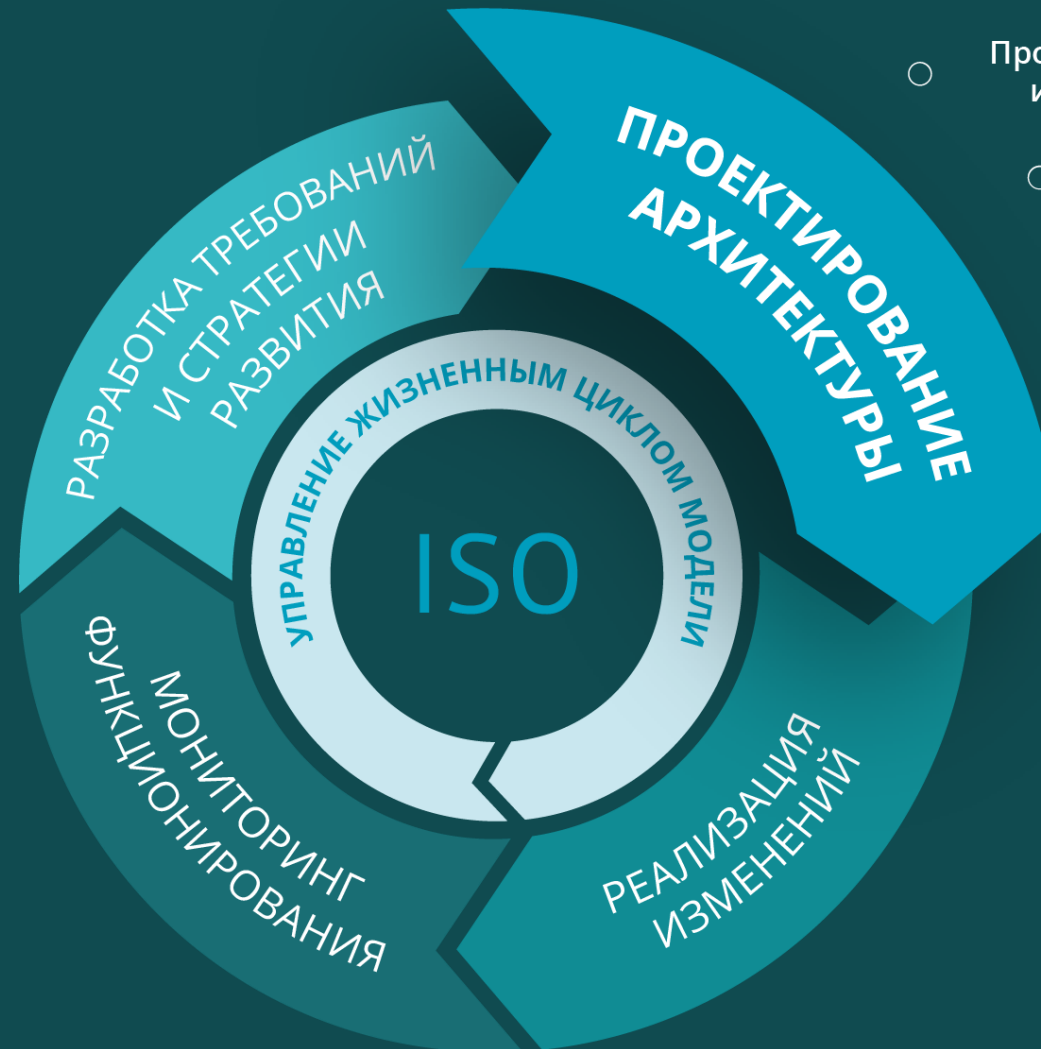 ПРОЕКТИРОВАНИЕ
АРХИТЕКТУРЫ
РАЗРАБОТКА ТРЕБОВАНИЙ
И СТРАТЕГИИ
РАЗВИТИЯ
УПРАВЛЕНИЕ ЖИЗНЕННЫМ ЦИКЛОМ МОДЕЛИ
ISO
МОНИТОРИНГ
ФУНКЦИОНИРОВАНИЯ
РЕАЛИЗАЦИЯ
ИЗМЕНЕНИЙ